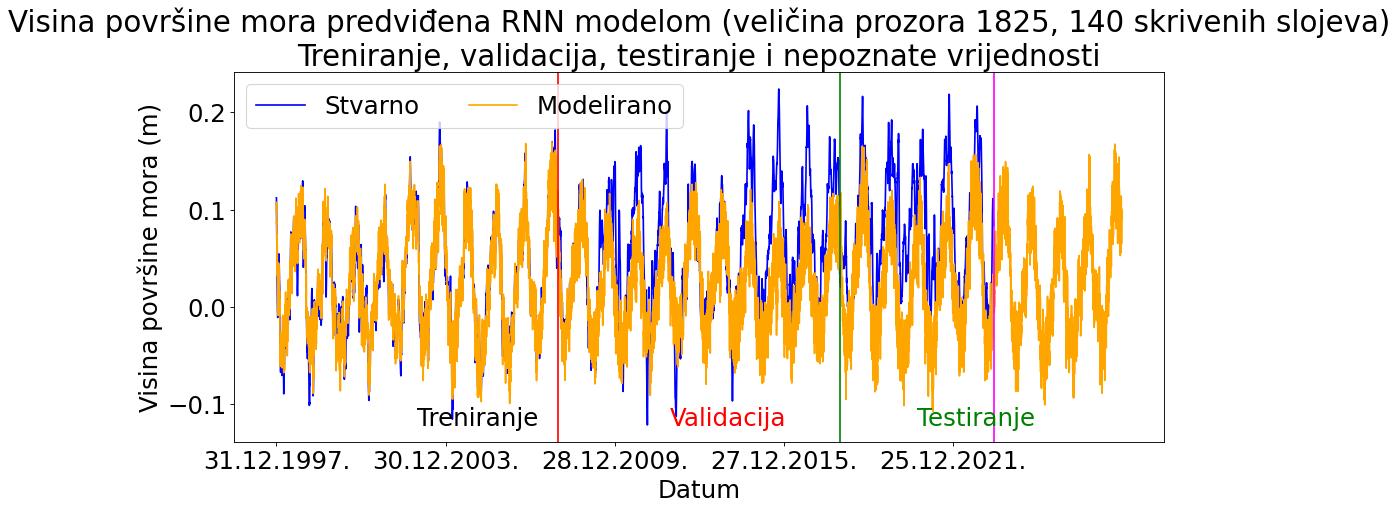 Visina površine mora predviđena RNN modelom (veličina prozora 1825, 140 skrivenih slojeva)
Treniranje, validacija, testiranje i nepoznate vrijednosti
Stvarno Modelirano
Visina površine mora (m)
0.2
0.1
0.0
−0.1
Treniranje Validacija Testiranje
31.12.1997. 30.12.2003. 28.12.2009. 27.12.2015. 25.12.2021.
Datum